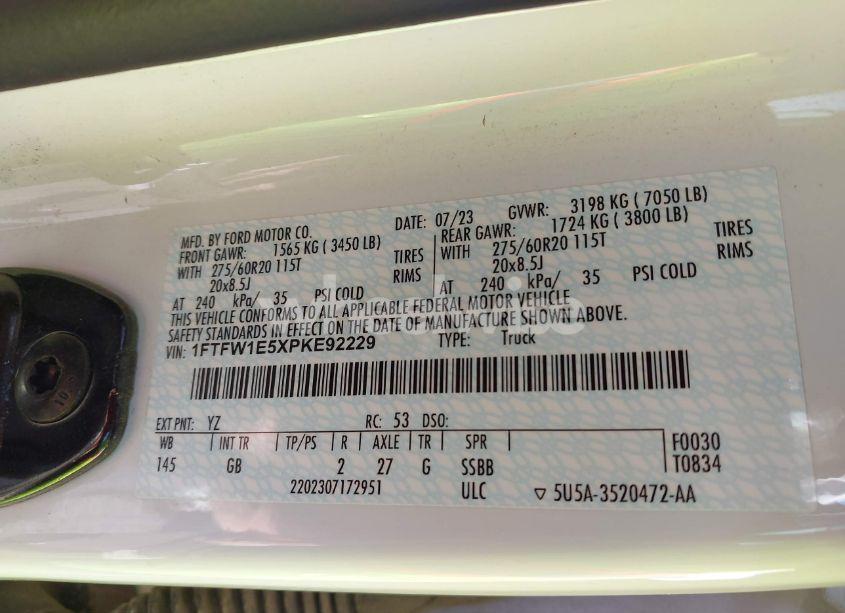 MFD. BY FORD MOTOR CO. DATE: 07/23 GVWR: 3198 KG ( 7050 LB)
FRONT GAWR: 1565 KG ( 3450 LB) REAR GAWR: 1724 KG ( 3800 LB)
WITH 275/60R20 115T TIRES WITH 275/60R20 115T TIRES
20x8.5J RIMS 20x8.5J RIMS
AT 240 kPa/ 35 PSI COLD AT 240 kPa/ 35 PSI COLD
THIS VEHICLE CONFORMS TO ALL APPLICABLE FEDERAL MOTOR VEHICLE
SAFETY STANDARDS IN EFFECT ON THE DATE OF MANUFACTURE SHOWN ABOVE.
VIN: 1FTFW1E5XPKE92229 TYPE: Truck
EXT PNT: YZ RC: 53 DSO:
WB INT TR TP/PS R AXLE TR SPR F0030
145 GB 2 27 G SSBB T0834
2202307172951 ULC ▽ 5U5A-3520472-AA
10